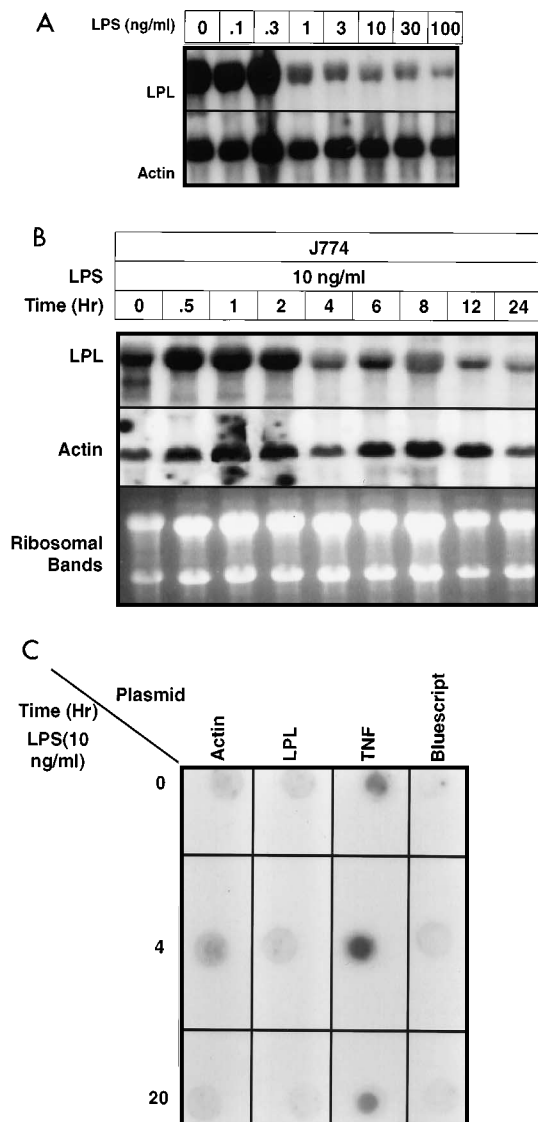 A
LPS (ng/ml) 0 .1 .3 1 3 10 30 100
LPL
Actin
B
J774
LPS 10 ng/ml
Time (Hr) 0 .5 1 2 4 6 8 12 24
LPL
Actin
Ribosomal
Bands
C
Plasmid
Time (Hr)
LPS(10
ng/ml)
Actin LPL TNF Bluescript
0
4
20